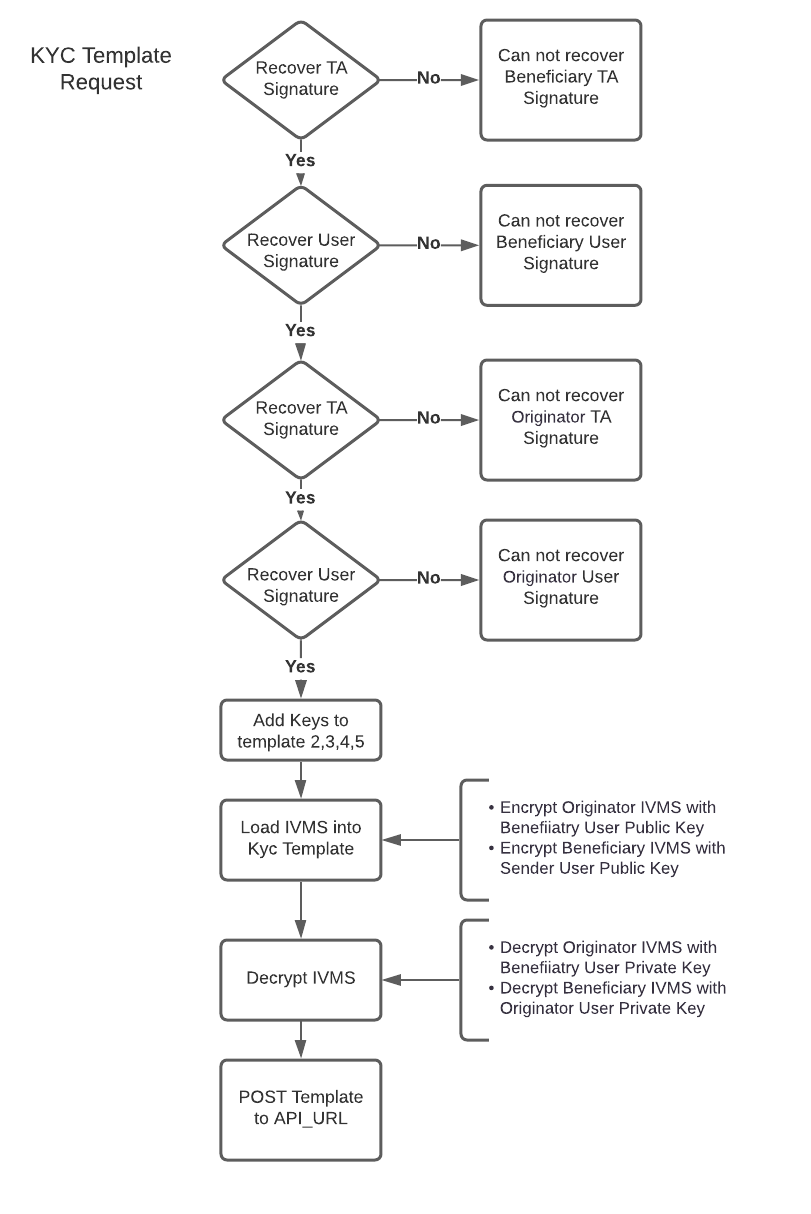 KYC Template
Request
Recover TA
Signature
No
Can not recover
Beneficiary TA
Signature
Yes
Recover User
Signature
No
Can not recover
Beneficiary User
Signature
Yes
Recover TA
Signature
No
Can not recover
Originator TA
Signature
Yes
Recover User
Signature
No
Can not recover
Originator User
Signature
Yes
Add Keys to
template 2,3,4,5
Load IVMS into
Kyc Template
• Encrypt Originator IVMS with
Benefiiatry User Public Key
• Encrypt Beneficiary IVMS with
Sender User Public Key
Decrypt IVMS
• Decrypt Originator IVMS with
Benefiiatry User Private Key
• Decrypt Beneficiary IVMS with
Originator User Private Key
POST Template
to API_URL